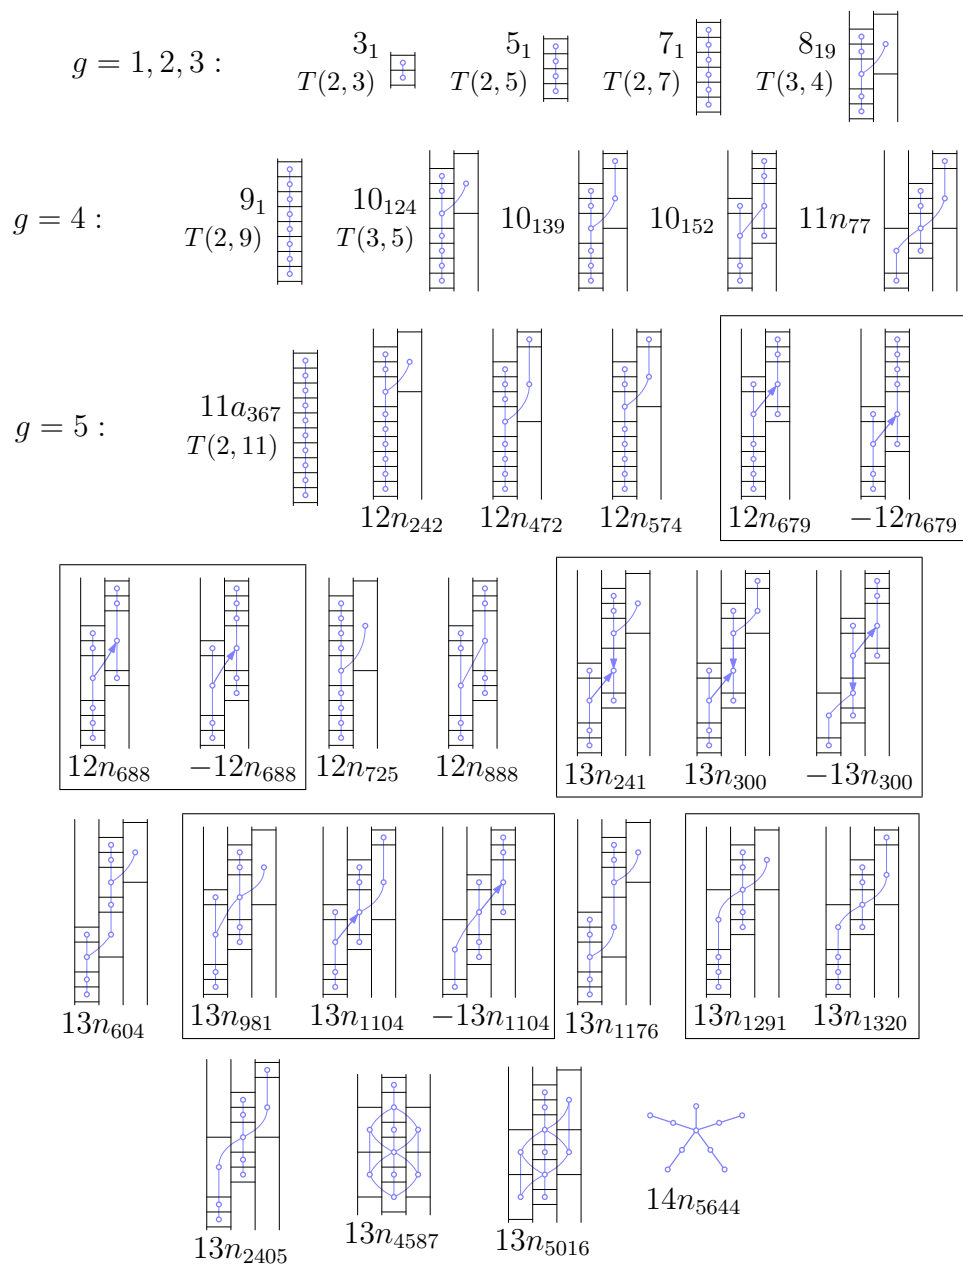 g = 1, 2, 3 :
3₁ 5₁ 7₁ 8₁₉
T(2, 3) T(2, 5) T(2, 7) T(3, 4)
g = 4 :
9₁ 10₁₂₄ 10₁₃₉ 10₁₅₂ 11n₇₇
T(2, 9) T(3, 5)
g = 5 :
11a₃₆₇
T(2, 11)
12n₂₄₂ 12n₄₇₂ 12n₅₇₄ 12n₆₇₉ −12n₆₇₉
12n₆₈₈ −12n₆₈₈ 12n₇₂₅ 12n₈₈₈ 13n₂₄₁ 13n₃₀₀ −13n₃₀₀
13n₆₀₄ 13n₉₈₁ 13n₁₁₀₄ −13n₁₁₀₄ 13n₁₁₇₆ 13n₁₂₉₁ 13n₁₃₂₀
13n₂₄₀₅ 13n₄₅₈₇ 13n₅₀₁₆ 14n₅₆₄₄